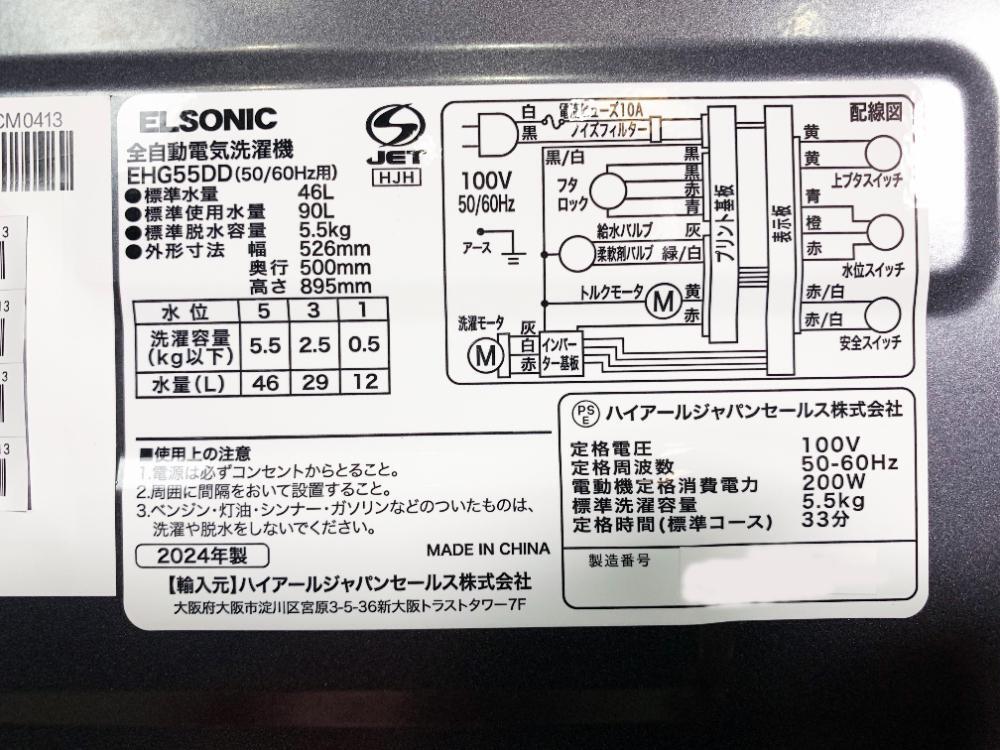 CM0413
ELSONIC
全自動電気洗濯機
EHG55DD(50/60Hz用)
●標準水量 46L
●標準使用水量 90L
●標準脱水容量 5.5kg
●外形寸法 幅 526mm
奥行 500mm
高さ 895mm
JET
HJH
水位 5 3 1
洗濯容量(kg以下) 5.5 2.5 0.5
水量(L) 46 29 12
配線図
白 電源ヒューズ10A
黒 ノイズフィルター
黒/白
100V
50/60Hz
アース
フタロック
黒
黒
赤
青
給水バルブ 灰
柔軟剤バルブ 緑/白
トルクモータ M 黄
赤
洗濯モータ
M
灰
白
赤
インバーター基板
プリント基板
表示板
黄
黄
上ブタスイッチ
青
橙
赤
水位スイッチ
赤/白
赤/白
安全スイッチ
■使用上の注意
1.電源は必ずコンセントからとること。
2.周囲に間隔をおいて設置すること。
3.ベンジン・灯油・シンナー・ガソリンなどのついたものは、
洗濯や脱水をしないでください。
2024年製
MADE IN CHINA
【輸入元】ハイアールジャパンセールス株式会社
大阪府大阪市淀川区宮原3-5-36新大阪トラストタワー7F
PSE ハイアールジャパンセールス株式会社
定格電圧 100V
定格周波数 50-60Hz
電動機定格消費電力 200W
標準洗濯容量 5.5kg
定格時間(標準コース) 33分
製造番号
3
13
3
13